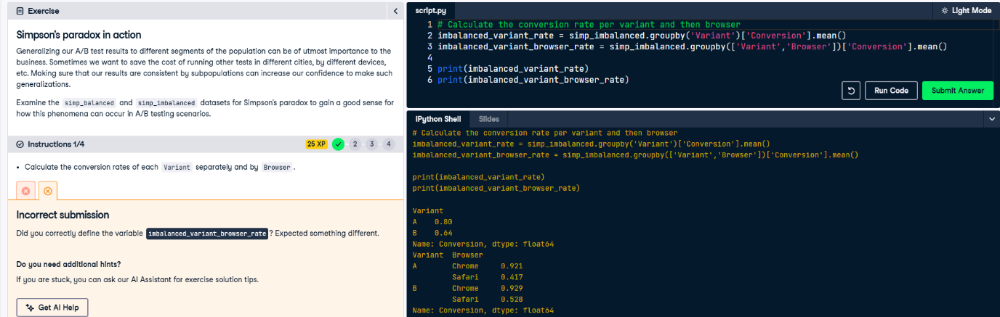 Exercise
Simpson's paradox in action
Generalizing our A/B test results to different segments of the population can be of utmost importance to the
business. Sometimes we want to save the cost of running other tests in different cities, by different devices,
etc. Making sure that our results are consistent by subpopulations can increase our confidence to make such
generalizations.
Examine the simp_balanced and simp_imbalanced datasets for Simpson's paradox to gain a good sense for
how this phenomena can occur in A/B testing scenarios.
Instructions 1/4
25 XP
2
3
4
Calculate the conversion rates of each Variant separately and by Browser.
Incorrect submission
Did you correctly define the variable imbalanced_variant_browser_rate? Expected something different.
Do you need additional hints?
If you are stuck, you can ask our AI Assistant for exercise solution tips.
Get AI Help
script.py
Light Mode
1 # Calculate the conversion rate per variant and then browser
2 imbalanced_variant_rate = simp_imbalanced.groupby('Variant')['Conversion'].mean()
3 imbalanced_variant_browser_rate = simp_imbalanced.groupby(['Variant','Browser'])['Conversion'].mean()
4
5 print(imbalanced_variant_rate)
6 print(imbalanced_variant_browser_rate)
Run Code
Submit Answer
IPython Shell
Slides
# Calculate the conversion rate per variant and then browser
imbalanced_variant_rate = simp_imbalanced.groupby('Variant')['Conversion'].mean()
imbalanced_variant_browser_rate = simp_imbalanced.groupby(['Variant','Browser'])['Conversion'].mean()
print(imbalanced_variant_rate)
print(imbalanced_variant_browser_rate)
Variant
A 0.80
B 0.64
Name: Conversion, dtype: float64
Variant Browser
A Chrome 0.921
Safari 0.417
B Chrome 0.929
Safari 0.528
Name: Conversion, dtype: float64